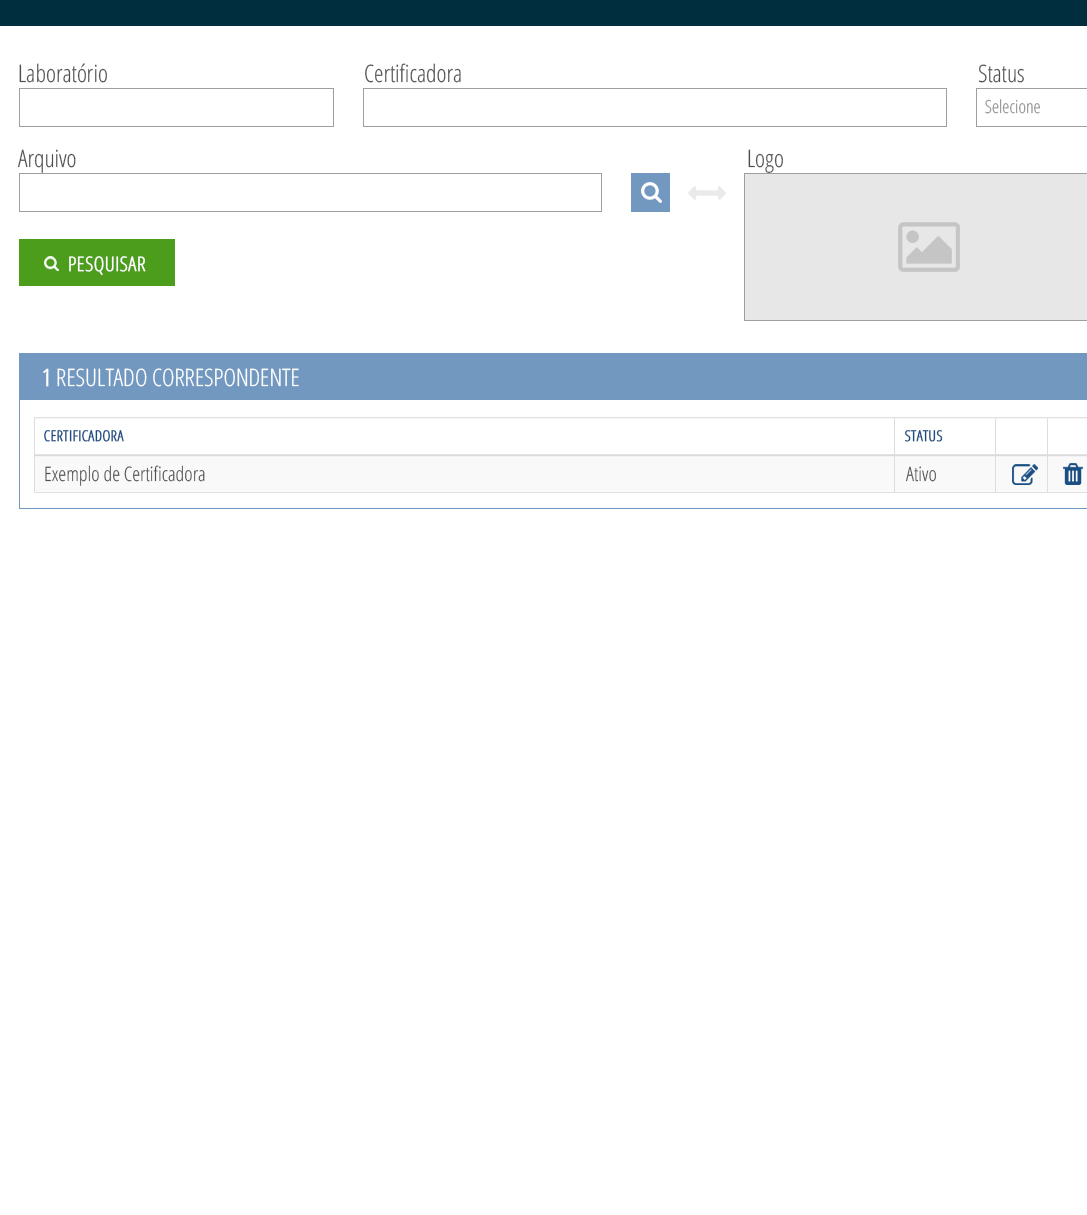 Laboratório
Certificadora
Status
Selecione
Arquivo
Logo
PESQUISAR
1 RESULTADO CORRESPONDENTE
CERTIFICADORA
STATUS
Exemplo de Certificadora
Ativo